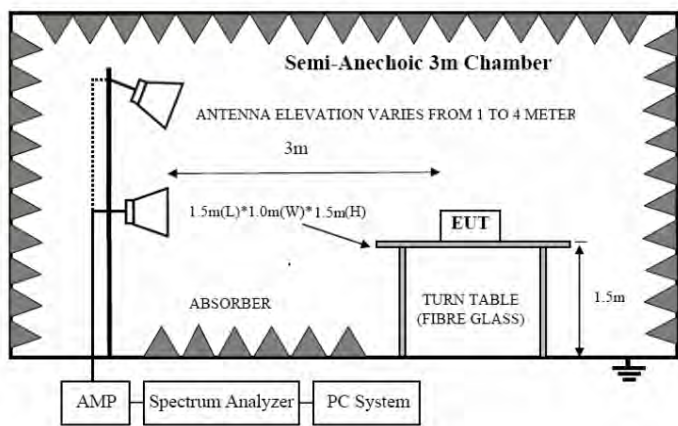 Semi-Anechoic 3m Chamber
ANTENNA ELEVATION VARIES FROM 1 TO 4 METER
3m
1.5m(L)*1.0m(W)*1.5m(H)
EUT
ABSORBER
TURN TABLE
(FIBRE GLASS)
1.5m
AMP
Spectrum Analyzer
PC System